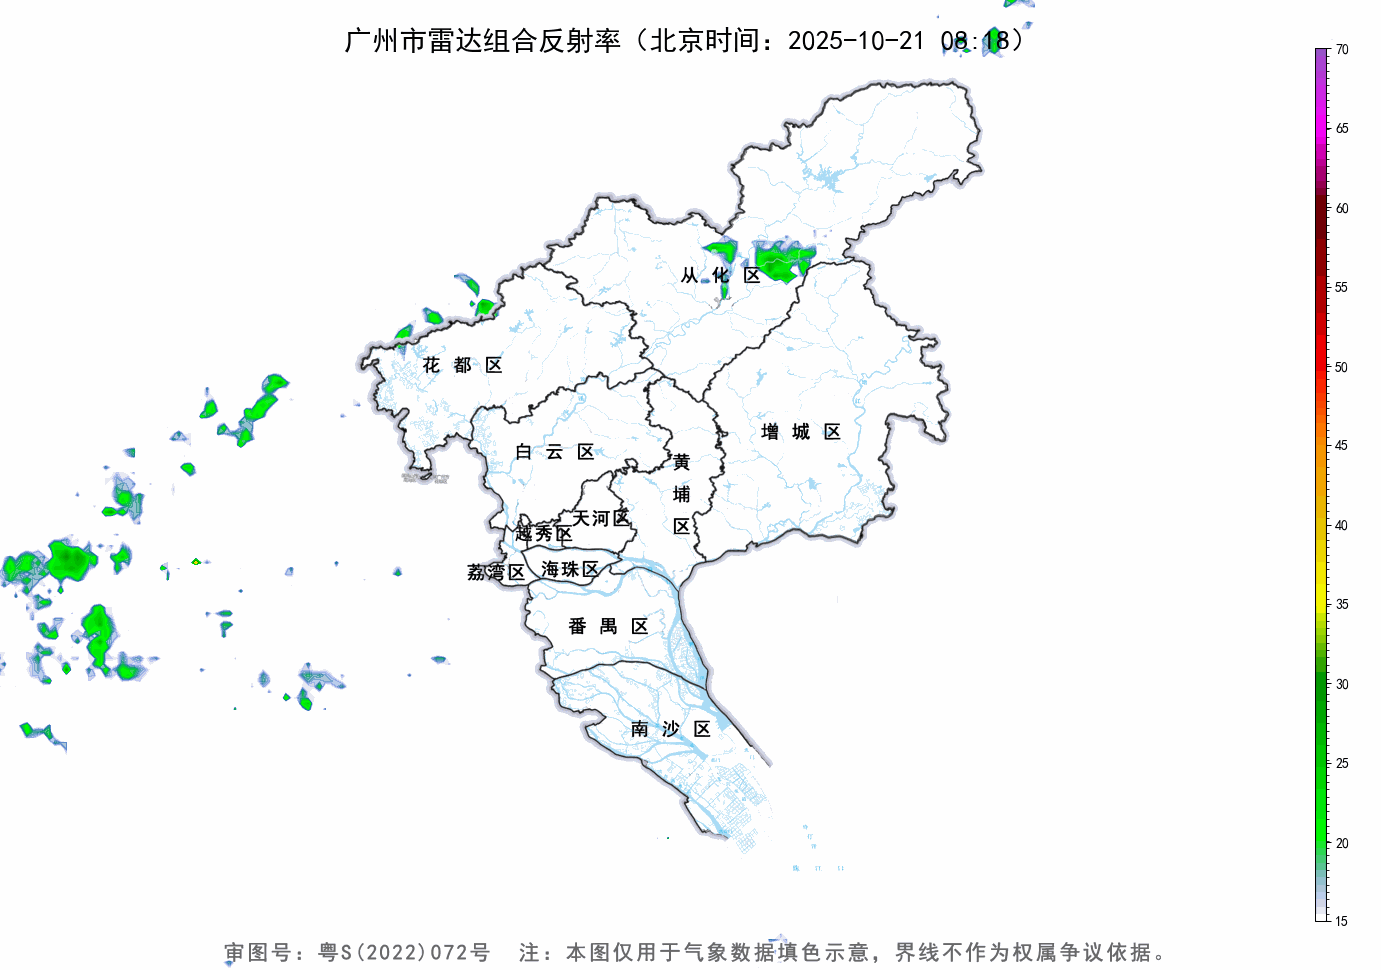 广州市雷达组合反射率（北京时间：2025-10-21 08:18）
70
65
60
55
50
45
40
35
30
25
20
15
从化区
花都区
增城区
白云区
黄埔区
天河区
越秀区
荔湾区
海珠区
番禺区
南沙区
审图号：粤S(2022)072号 注：本图仅用于气象数据填色示意，界线不作为权属争议依据。